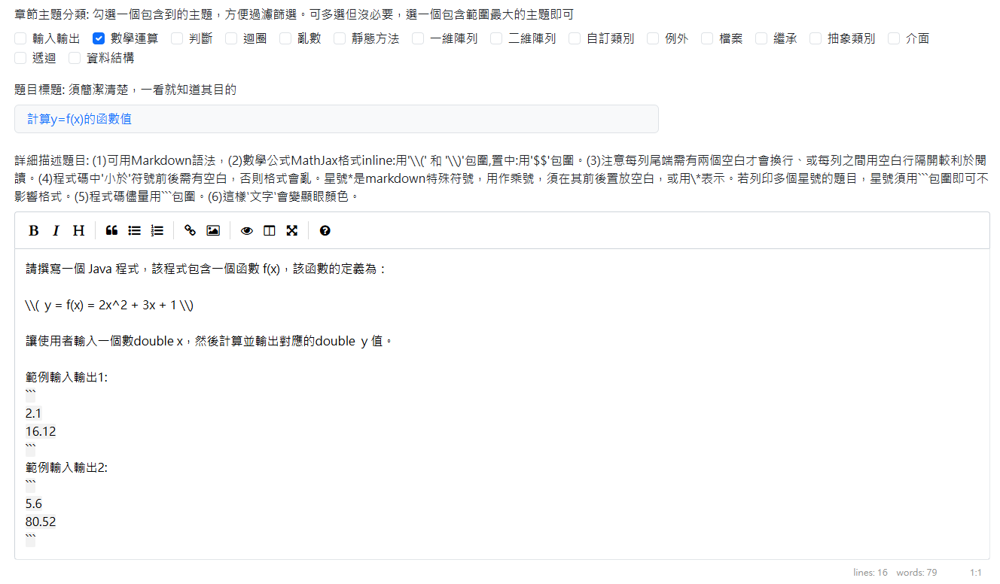 章節主題分類: 勾選一個包含到的主題，方便過濾篩選。可多選但沒必要，選一個包含範圍最大的主題即可
輸入輸出 數學運算 判斷 迴圈 亂數 靜態方法 一維陣列 二維陣列 自訂類別 例外 檔案 繼承 抽象類別 介面
遞迴 資料結構
題目標題: 須簡潔清楚，一看就知道其目的
計算y=f(x)的函數值
詳細描述題目: (1)可用Markdown語法，(2)數學公式MathJax格式inline:用'\\(' 和 '\\)'包圍,置中:用'$$'包圍。(3)注意每列尾端需有兩個空白才會換行、或每列之間用空白行隔開較利於閱
讀。(4)程式碼中'小於'符號前後需有空白，否則格式會亂。星號*是markdown特殊符號，用作乘號，須在其前後置放空白，或用\*表示。若列印多個星號的題目，星號須用```包圍即可不
影響格式。(5)程式碼儘量用```包圍。(6)這樣'文字'會變顯眼顏色。
B I H
請撰寫一個 Java 程式，該程式包含一個函數 f(x)，該函數的定義為：
\\( y = f(x) = 2x^2 + 3x + 1 \\)
讓使用者輸入一個數double x，然後計算並輸出對應的double y 值。
範例輸入輸出1:
```
2.1
16.12
```
範例輸入輸出2:
```
5.6
80.52
```
lines: 16 words: 79 1:1